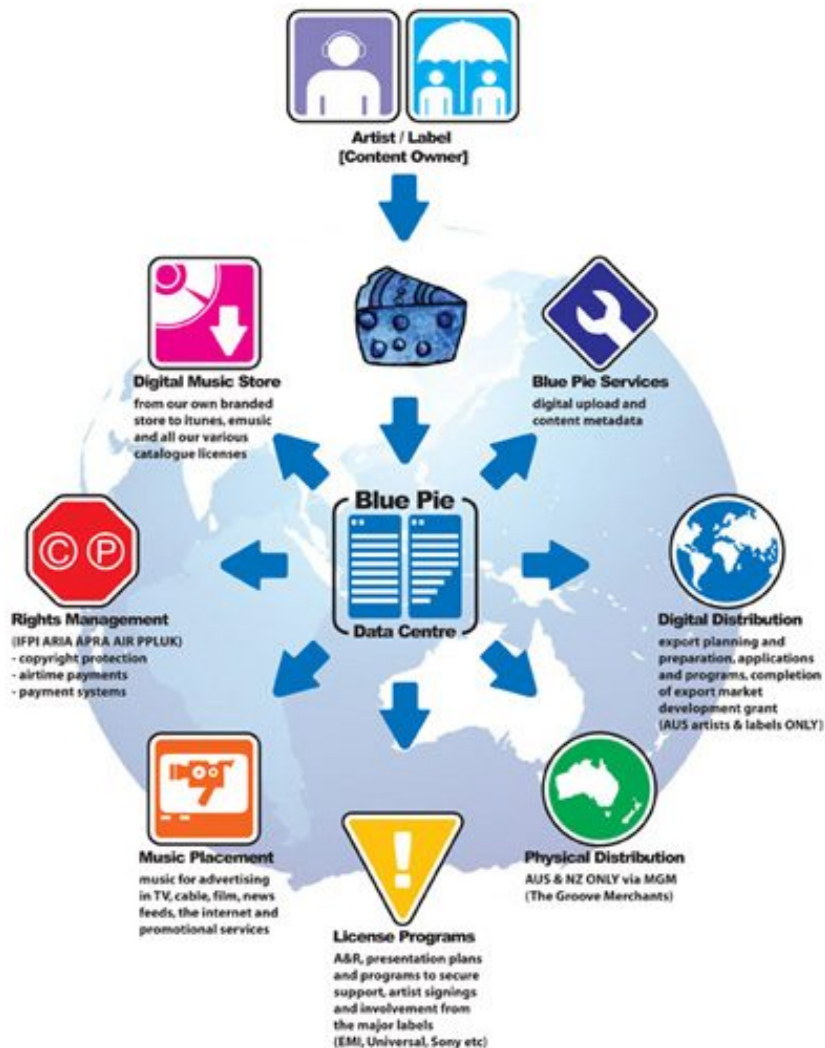 Artist / Label
[Content Owner]
Digital Music Store
from our own branded
store to itunes, emusic
and all our various
catalogue licenses
Blue Pie Services
digital upload and
content metadata
Blue Pie
Data Centre
C P
Rights Management
(IFPI ARIA APRA AIR PPLUK)
- copyright protection
- airtime payments
- payment systems
Digital Distribution
export planning and
preparation, applications
and programs, completion
of export market
development grant
(AUS artists & labels ONLY)
Music Placement
music for advertising
in TV, cable, film, news
feeds, the internet and
promotional services
!
License Programs
A&R, presentation plans
and programs to secure
support, artist signings
and involvement from
the major labels
(EMI, Universal, Sony etc)
Physical Distribution
AUS & NZ ONLY via MGM
(The Groove Merchants)